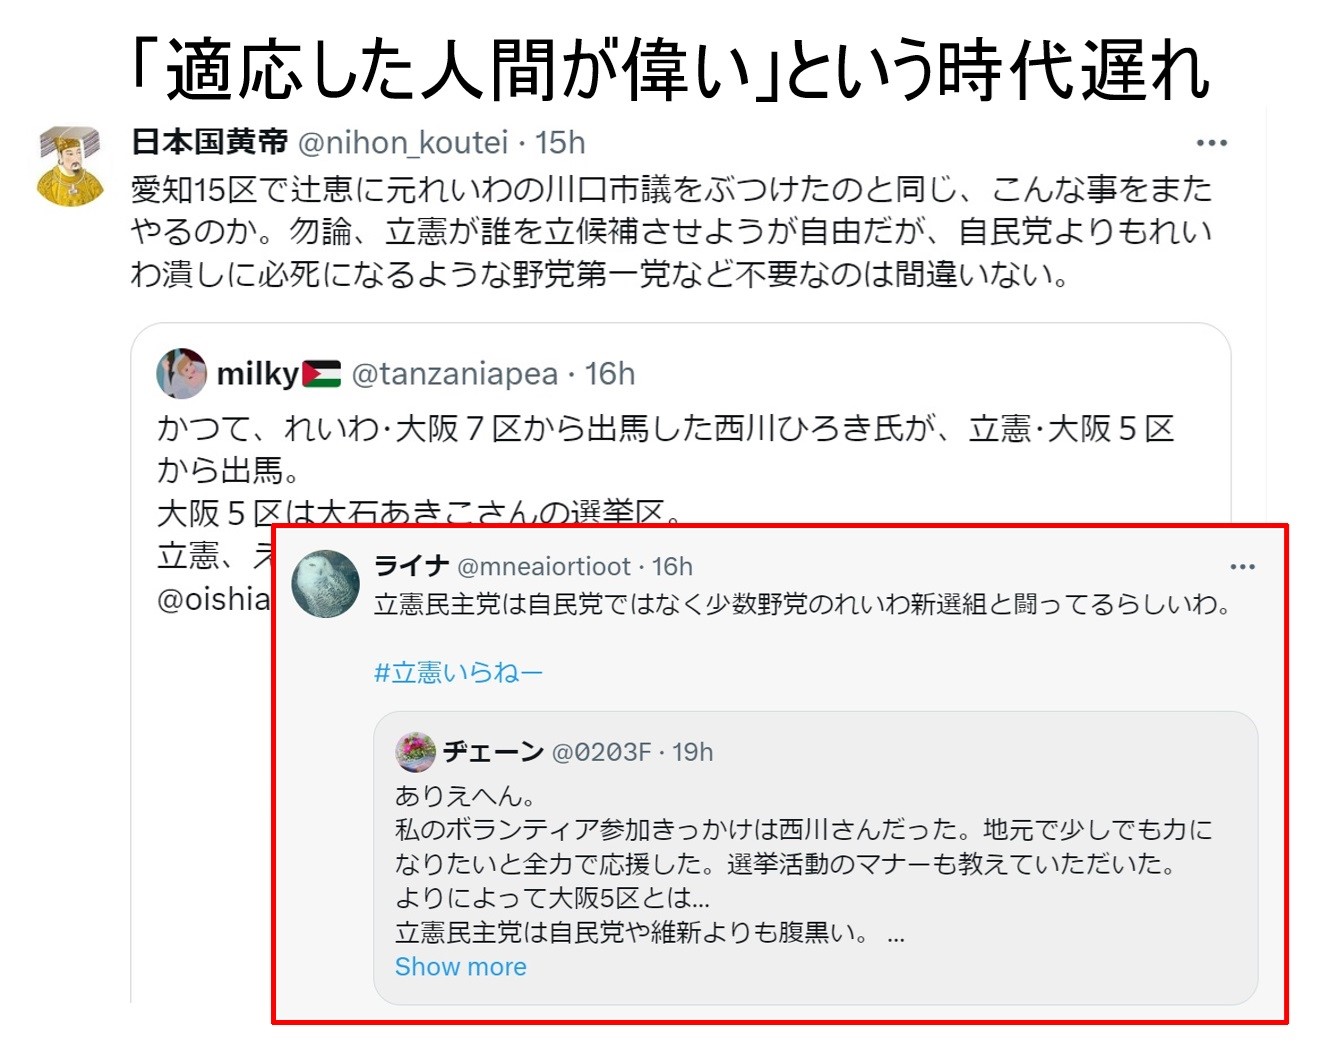 「適応した人間が偉い」という時代遅れ
日本国黄帝 @nihon_koutei · 15h
愛知15区で辻恵に元れいわの川口市議をぶつけたのと同じ、こんな事をまた
やるのか。勿論、立憲が誰を立候補させようが自由だが、自民党よりもれい
わ潰しに必死になるような野党第一党など不要なのは間違いない。
milky🇵🇸 @tanzaniapea · 16h
かつて、れいわ・大阪７区から出馬した西川ひろき氏が、立憲・大阪５区
から出馬。
大阪５区は大石あきこさんの選挙区。
立憲、え
@oishia
ライナ @mneaiortioot · 16h
立憲民主党は自民党ではなく少数野党のれいわ新選組と闘ってるらしいわ。
#立憲いらねー
ヂェーン @0203F · 19h
ありえへん。
私のボランティア参加きっかけは西川さんだった。地元で少しでも力に
なりたいと全力で応援した。選挙活動のマナーも教えていただいた。
よりによって大阪5区とは...
立憲民主党は自民党や維新よりも腹黒い。 ...
Show more